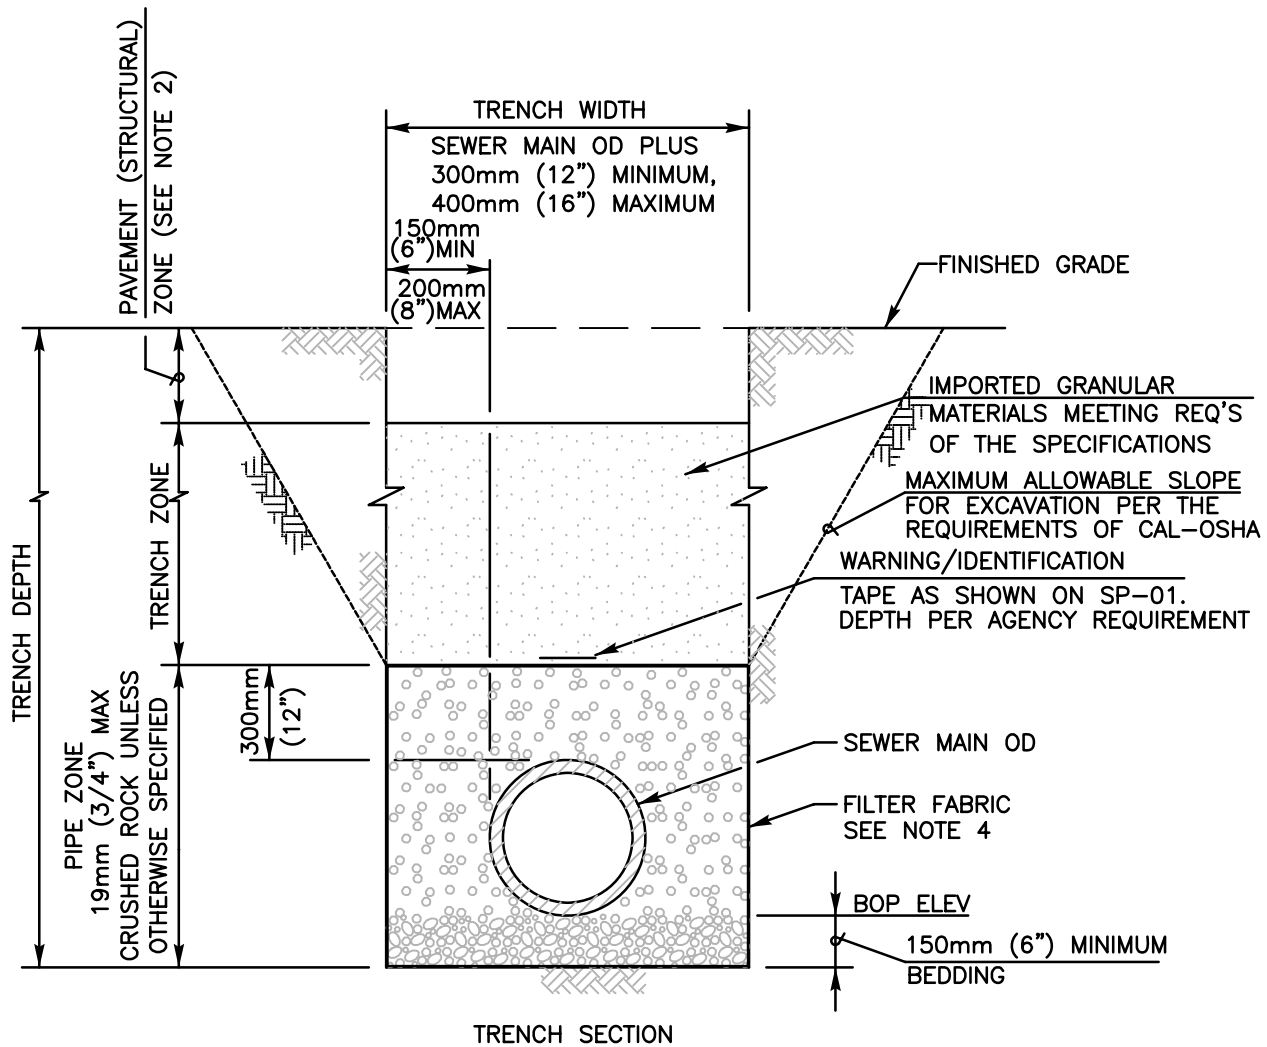 PAVEMENT (STRUCTURAL)
ZONE (SEE NOTE 2)
TRENCH WIDTH
SEWER MAIN OD PLUS
300mm (12") MINIMUM,
400mm (16") MAXIMUM
150mm
(6")MIN
200mm
(8")MAX
FINISHED GRADE
IMPORTED GRANULAR
MATERIALS MEETING REQ'S
OF THE SPECIFICATIONS
MAXIMUM ALLOWABLE SLOPE
FOR EXCAVATION PER THE
REQUIREMENTS OF CAL-OSHA
WARNING/IDENTIFICATION
TAPE AS SHOWN ON SP-01.
DEPTH PER AGENCY REQUIREMENT
TRENCH DEPTH
TRENCH ZONE
PIPE ZONE
19mm (3/4") MAX
CRUSHED ROCK UNLESS
OTHERWISE SPECIFIED
300mm
(12")
SEWER MAIN OD
FILTER FABRIC
SEE NOTE 4
BOP ELEV
150mm (6") MINIMUM
BEDDING
TRENCH SECTION